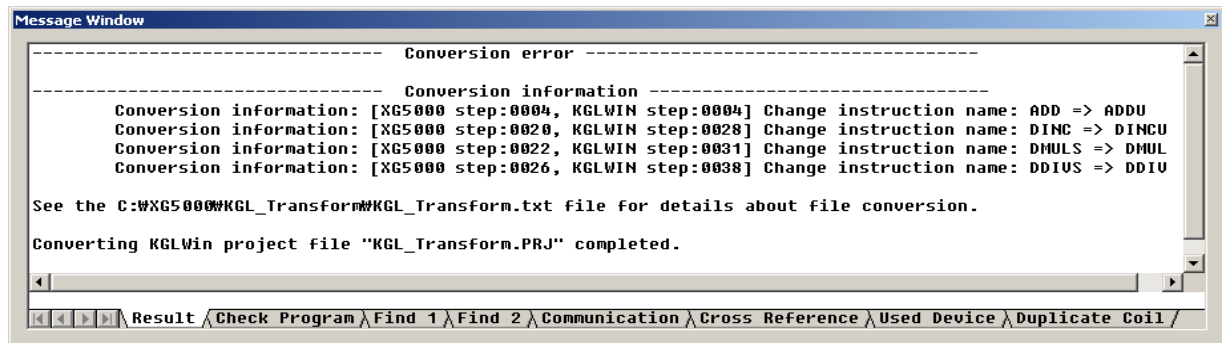 Message Window
--------------------------------- Conversion error -------------------------------------
--------------------------------- Conversion information --------------------------------
Conversion information: [XG5000 step:0004, KGLWIN step:0004] Change instruction name: ADD => ADDU
Conversion information: [XG5000 step:0020, KGLWIN step:0028] Change instruction name: DINC => DINCU
Conversion information: [XG5000 step:0022, KGLWIN step:0031] Change instruction name: DMULS => DMUL
Conversion information: [XG5000 step:0026, KGLWIN step:0038] Change instruction name: DDIVS => DDIV
See the C:₩XG5000₩KGL_Transform₩KGL_Transform.txt file for details about file conversion.
Converting KGLWin project file "KGL_Transform.PRJ" completed.
Result Check Program Find 1 Find 2 Communication Cross Reference Used Device Duplicate Coil